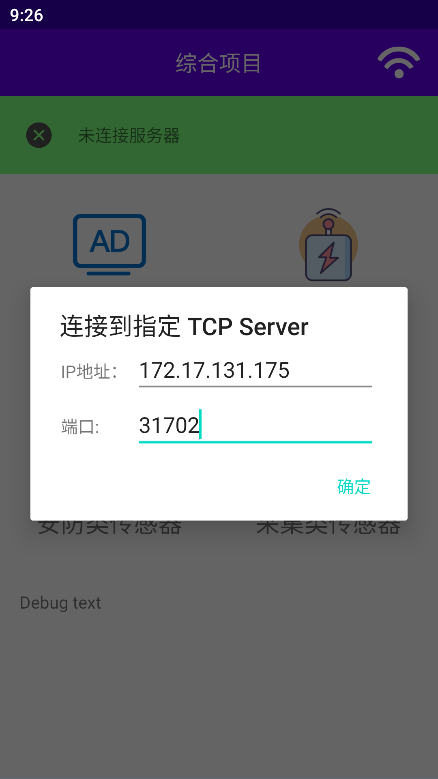 9:26
综合项目
未连接服务器
AD
连接到指定 TCP Server
IP地址： 172.17.131.175
端口: 31702
确定
安防类传感器 采集类传感器
Debug text